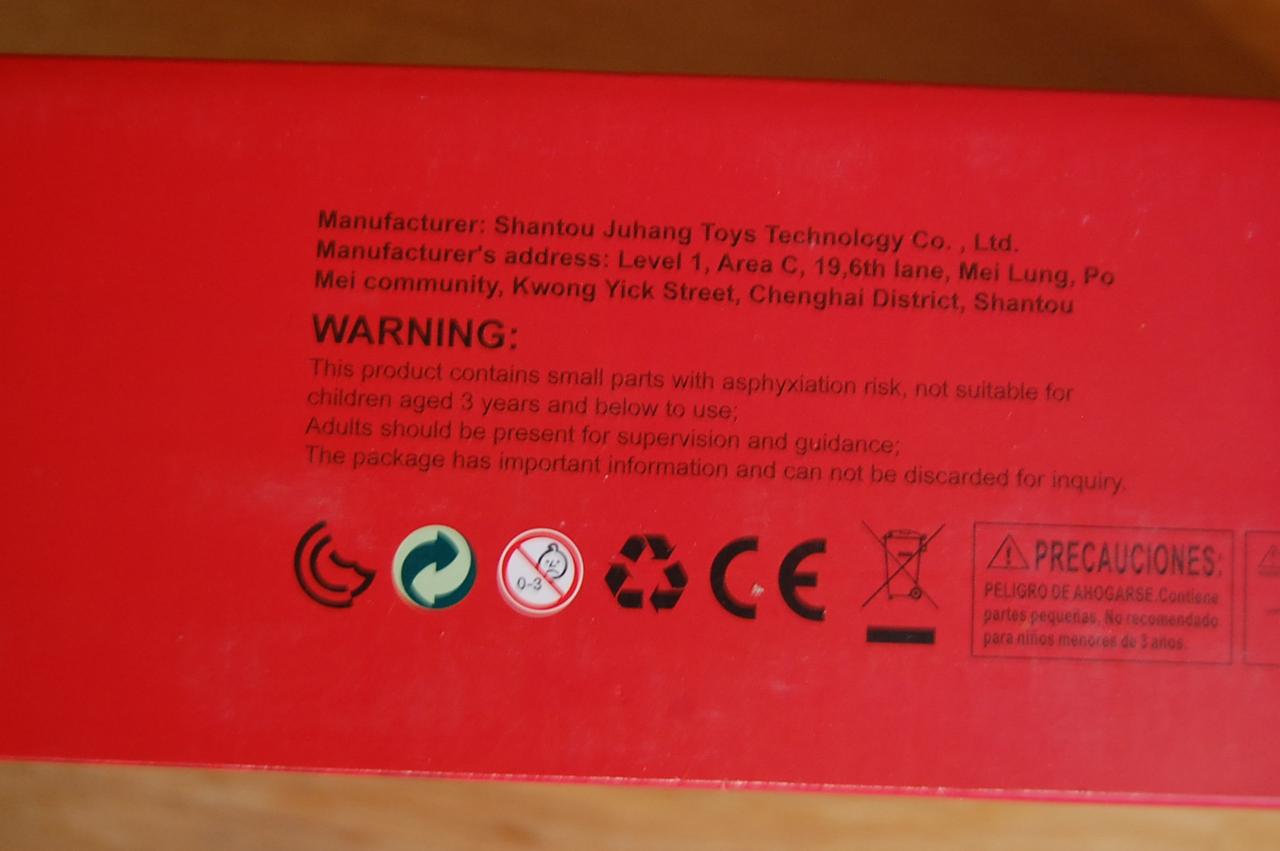 Manufacturer: Shantou Juhang Toys Technology Co. , Ltd.
Manufacturer's address: Level 1, Area C, 19,6th lane, Mei Lung, Po
Mei community, Kwong Yick Street, Chenghai District, Shantou
WARNING:
This product contains small parts with asphyxiation risk, not suitable for
children aged 3 years and below to use;
Adults should be present for supervision and guidance;
The package has important information and can not be discarded for inquiry.
0-3
CE
PRECAUCIONES:
PELIGRO DE AHOGARSE.Contiene
partes pequeñas. No recomendado
para niños menores de 3 años.